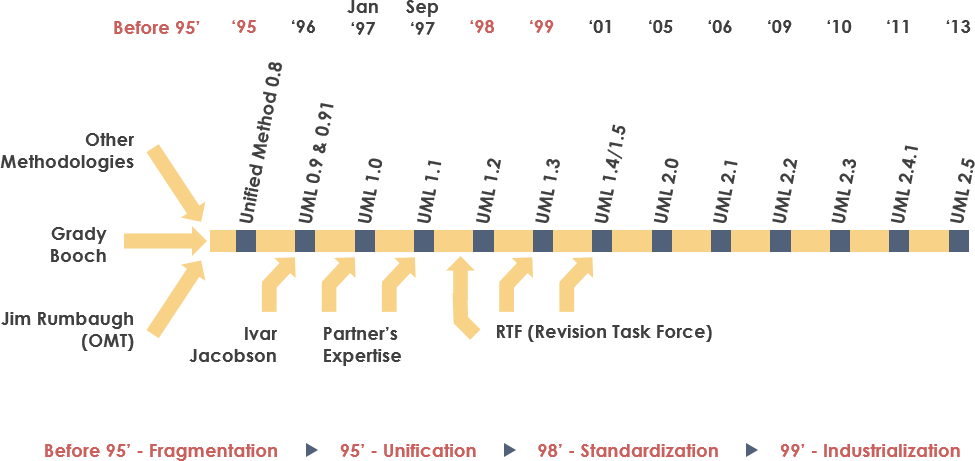 Before 95’ ‘95 ‘96 Jan ‘97 Sep ‘97 ‘98 ‘99 ‘01 ‘05 ‘06 ‘09 ‘10 ‘11 ‘13
Unified Method 0.8
UML 0.9 & 0.91
UML 1.0
UML 1.1
UML 1.2
UML 1.3
UML 1.4/1.5
UML 2.0
UML 2.1
UML 2.2
UML 2.3
UML 2.4.1
UML 2.5
Other
Methodologies
Grady
Booch
Jim Rumbaugh
(OMT)
Ivar
Jacobson
Partner’s
Expertise
RTF (Revision Task Force)
Before 95’ - Fragmentation 95’ - Unification 98’ - Standardization 99’ - Industrialization